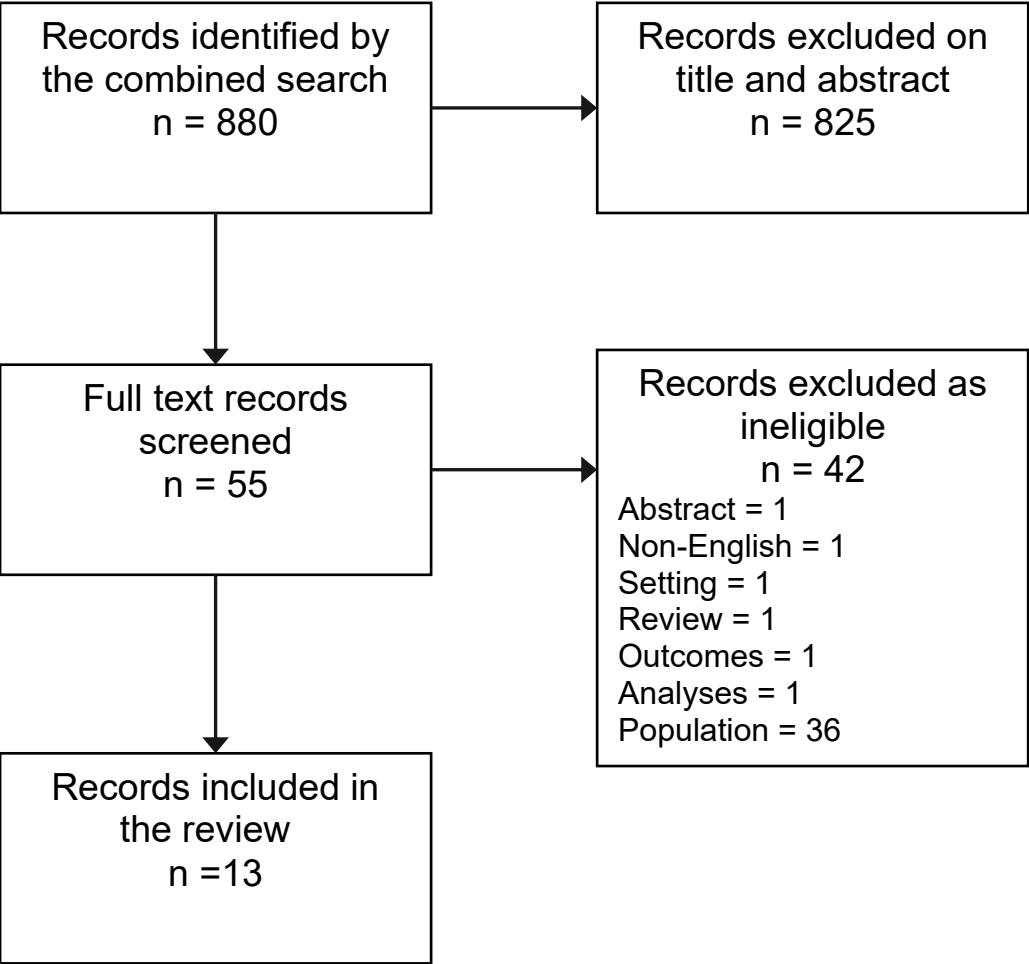 Records identified by
the combined search
n = 880
Records excluded on
title and abstract
n = 825
Full text records
screened
n = 55
Records excluded as
ineligible
n = 42
Abstract = 1
Non-English = 1
Setting = 1
Review = 1
Outcomes = 1
Analyses = 1
Population = 36
Records included in
the review
n =13